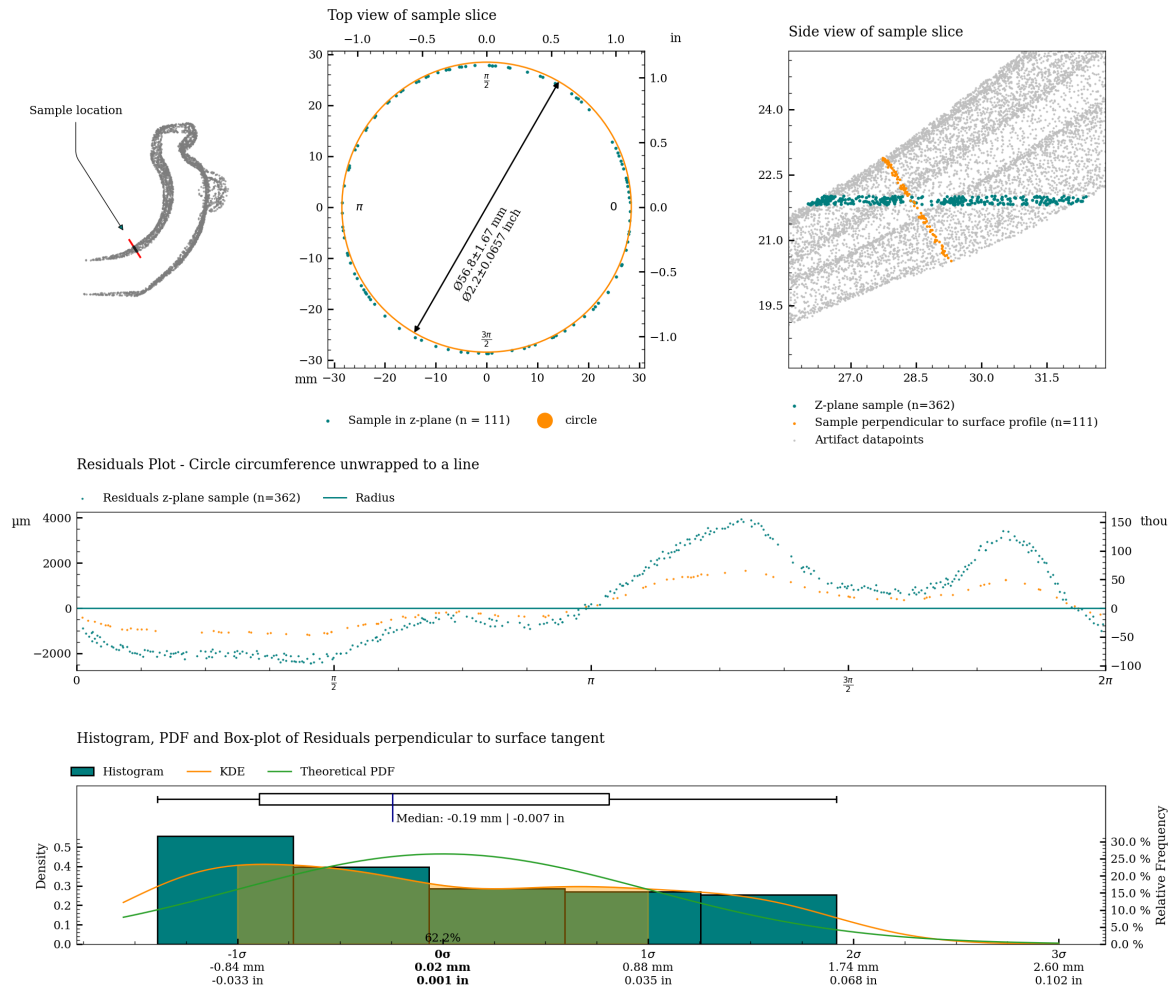 Top view of sample slice
−1.0 −0.5 0.0 0.5 1.0 in
Sample location
30
20
10
0
−10
−20
−30
1.0
0.5
0.0
−0.5
−1.0
π/2
π
0
3π/2
Ø56.8±1.67 mm
Ø2.2±0.0657 inch
mm −30 −20 −10 0 10 20 30
Sample in z-plane (n = 111) circle
Side view of sample slice
24.0
22.5
21.0
19.5
27.0 28.5 30.0 31.5
Z-plane sample (n=362)
Sample perpendicular to surface profile (n=111)
Artifact datapoints
Residuals Plot - Circle circumference unwrapped to a line
Residuals z-plane sample (n=362) Radius
µm 4000 150 thou
100
2000
50
0 0
−50
−2000
−100
0 π/2 π 3π/2 2π
Histogram, PDF and Box-plot of Residuals perpendicular to surface tangent
Histogram KDE Theoretical PDF
Median: -0.19 mm | -0.007 in
Density
0.5
0.4
0.3
0.2
0.1
0.0
30.0 %
25.0 %
20.0 %
15.0 %
10.0 %
5.0 %
0.0 %
Relative Frequency
62.2%
-1σ 0σ 1σ 2σ 3σ
-0.84 mm 0.02 mm 0.88 mm 1.74 mm 2.60 mm
-0.033 in 0.001 in 0.035 in 0.068 in 0.102 in